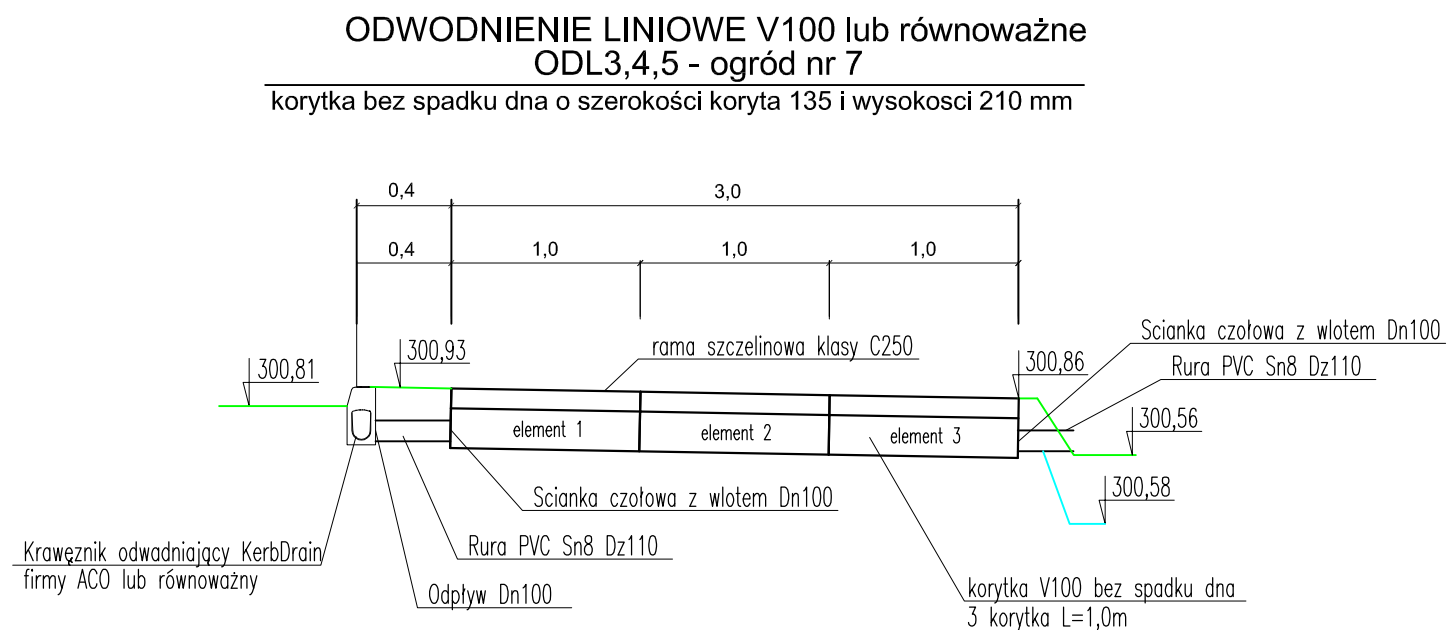 ODWODNIENIE LINIOWE V100 lub równoważne
ODL3,4,5 - ogród nr 7
korytka bez spadku dna o szerokości koryta 135 i wysokosci 210 mm
0,4
3,0
0,4
1,0
1,0
1,0
300,81
300,93
rama szczelinowa klasy C250
300,86
Scianka czołowa z wlotem Dn100
Rura PVC Sn8 Dz110
300,56
300,58
element 1
element 2
element 3
Scianka czołowa z wlotem Dn100
Rura PVC Sn8 Dz110
Odpływ Dn100
Krawężnik odwadniający KerbDrain
firmy ACO lub równoważny
korytka V100 bez spadku dna
3 korytka L=1,0m